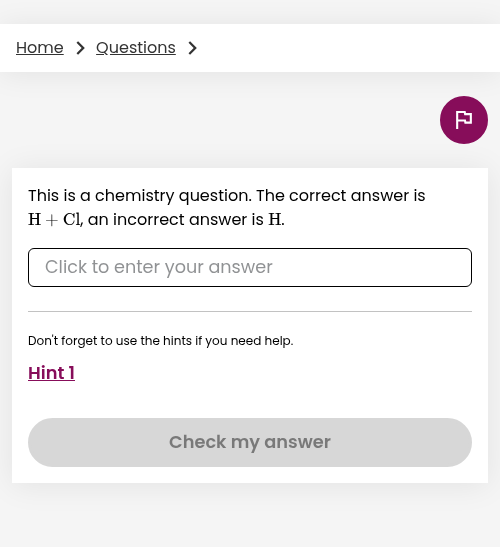 Home > Questions >
This is a chemistry question. The correct answer is
H + Cl, an incorrect answer is H.
Click to enter your answer
Don't forget to use the hints if you need help.
Hint 1
Check my answer